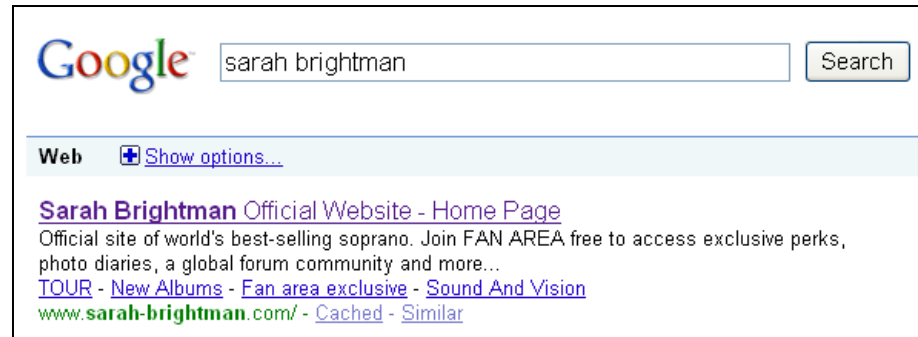 Google sarah brightman Search
Web Show options...
Sarah Brightman Official Website - Home Page
Official site of world's best-selling soprano. Join FAN AREA free to access exclusive perks,
photo diaries, a global forum community and more...
TOUR - New Albums - Fan area exclusive - Sound And Vision
www.sarah-brightman.com/ - Cached - Similar